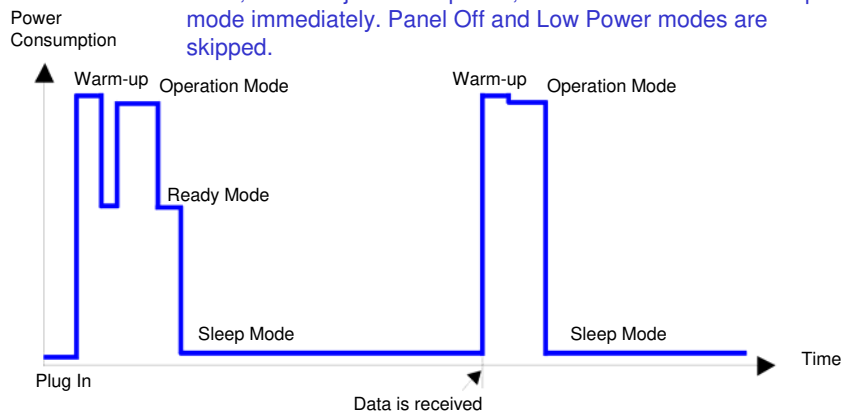 mode immediately. Panel Off and Low Power modes are
skipped.
Power
Consumption
Warm-up
Operation Mode
Warm-up
Operation Mode
Ready Mode
Sleep Mode
Sleep Mode
Time
Plug In
Data is received